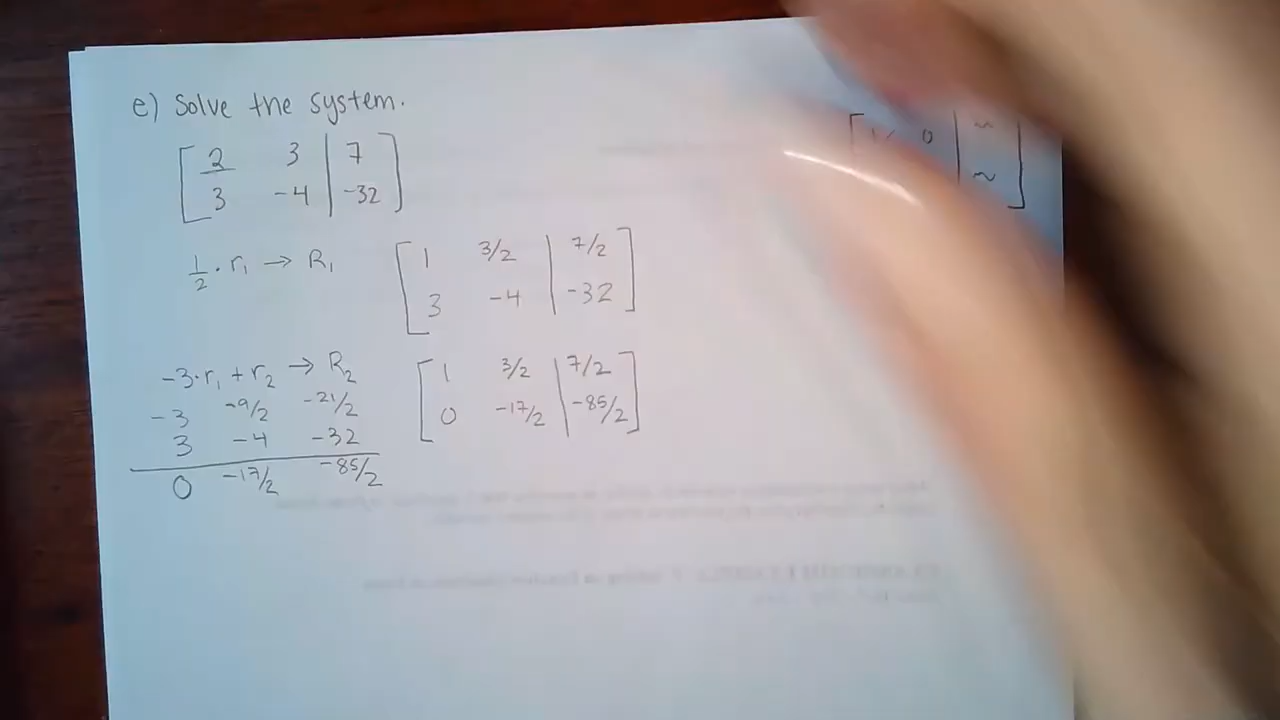 e) Solve the system.
[ 2 3 | 7 ]
[ 3 -4 | -32 ]
1/2 · r₁ → R₁
[ 1 3/2 | 7/2 ]
[ 3 -4 | -32 ]
-3·r₁ + r₂ → R₂
-3 -9/2 -21/2
3 -4 -32
0 -17/2 -85/2
[ 1 3/2 | 7/2 ]
[ 0 -17/2 | -85/2 ]
[ 1 0 | ~ ]
~ ]